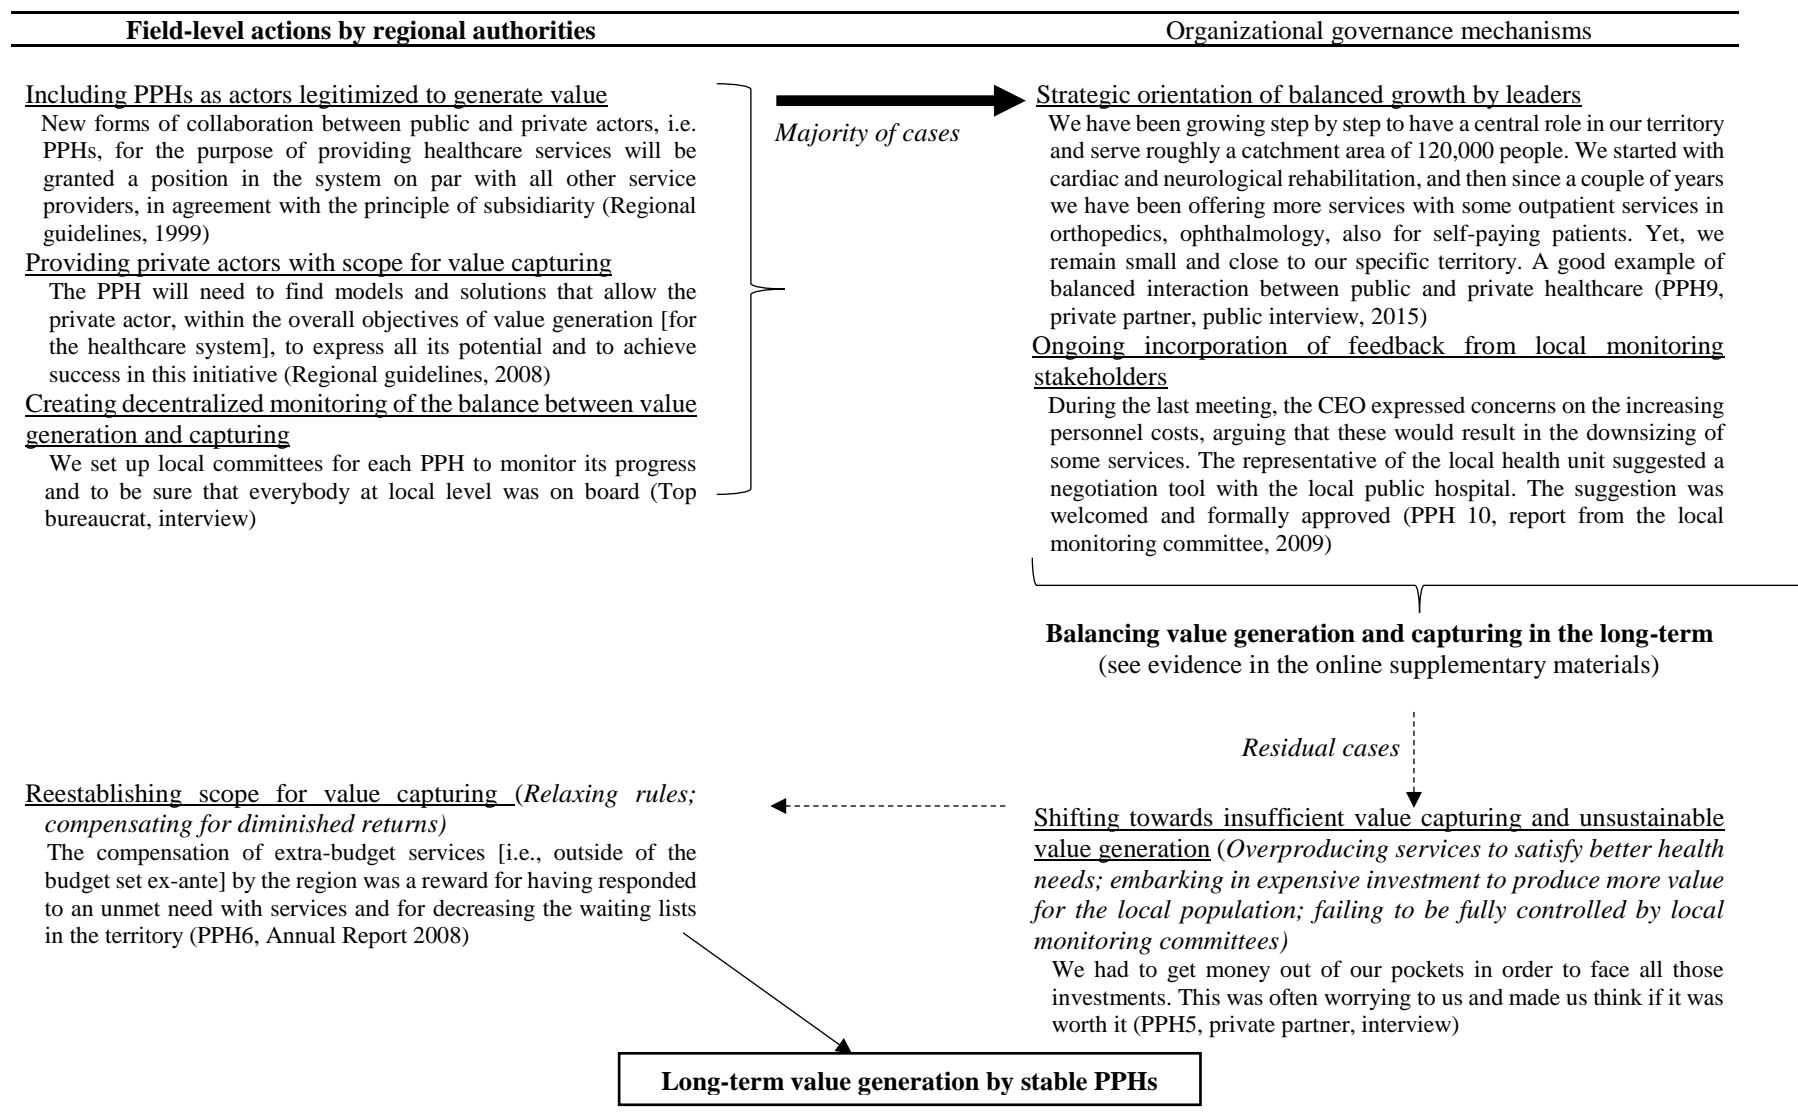 Field-level actions by regional authorities
Organizational governance mechanisms
Including PPHs as actors legitimized to generate value
New forms of collaboration between public and private actors, i.e.
PPHs, for the purpose of providing healthcare services will be
granted a position in the system on par with all other service
providers, in agreement with the principle of subsidiarity (Regional
guidelines, 1999)
Providing private actors with scope for value capturing
The PPH will need to find models and solutions that allow the
private actor, within the overall objectives of value generation [for
the healthcare system], to express all its potential and to achieve
success in this initiative (Regional guidelines, 2008)
Creating decentralized monitoring of the balance between value
generation and capturing
We set up local committees for each PPH to monitor its progress
and to be sure that everybody at local level was on board (Top
bureaucrat, interview)
Majority of cases
Strategic orientation of balanced growth by leaders
We have been growing step by step to have a central role in our territory
and serve roughly a catchment area of 120,000 people. We started with
cardiac and neurological rehabilitation, and then since a couple of years
we have been offering more services with some outpatient services in
orthopedics, ophthalmology, also for self-paying patients. Yet, we
remain small and close to our specific territory. A good example of
balanced interaction between public and private healthcare (PPH9,
private partner, public interview, 2015)
Ongoing incorporation of feedback from local monitoring
stakeholders
During the last meeting, the CEO expressed concerns on the increasing
personnel costs, arguing that these would result in the downsizing of
some services. The representative of the local health unit suggested a
negotiation tool with the local public hospital. The suggestion was
welcomed and formally approved (PPH 10, report from the local
monitoring committee, 2009)
Balancing value generation and capturing in the long-term
(see evidence in the online supplementary materials)
Residual cases
Reestablishing scope for value capturing (Relaxing rules;
compensating for diminished returns)
The compensation of extra-budget services [i.e., outside of the
budget set ex-ante] by the region was a reward for having responded
to an unmet need with services and for decreasing the waiting lists
in the territory (PPH6, Annual Report 2008)
Shifting towards insufficient value capturing and unsustainable
value generation (Overproducing services to satisfy better health
needs; embarking in expensive investment to produce more value
for the local population; failing to be fully controlled by local
monitoring committees)
We had to get money out of our pockets in order to face all those
investments. This was often worrying to us and made us think if it was
worth it (PPH5, private partner, interview)
Long-term value generation by stable PPHs